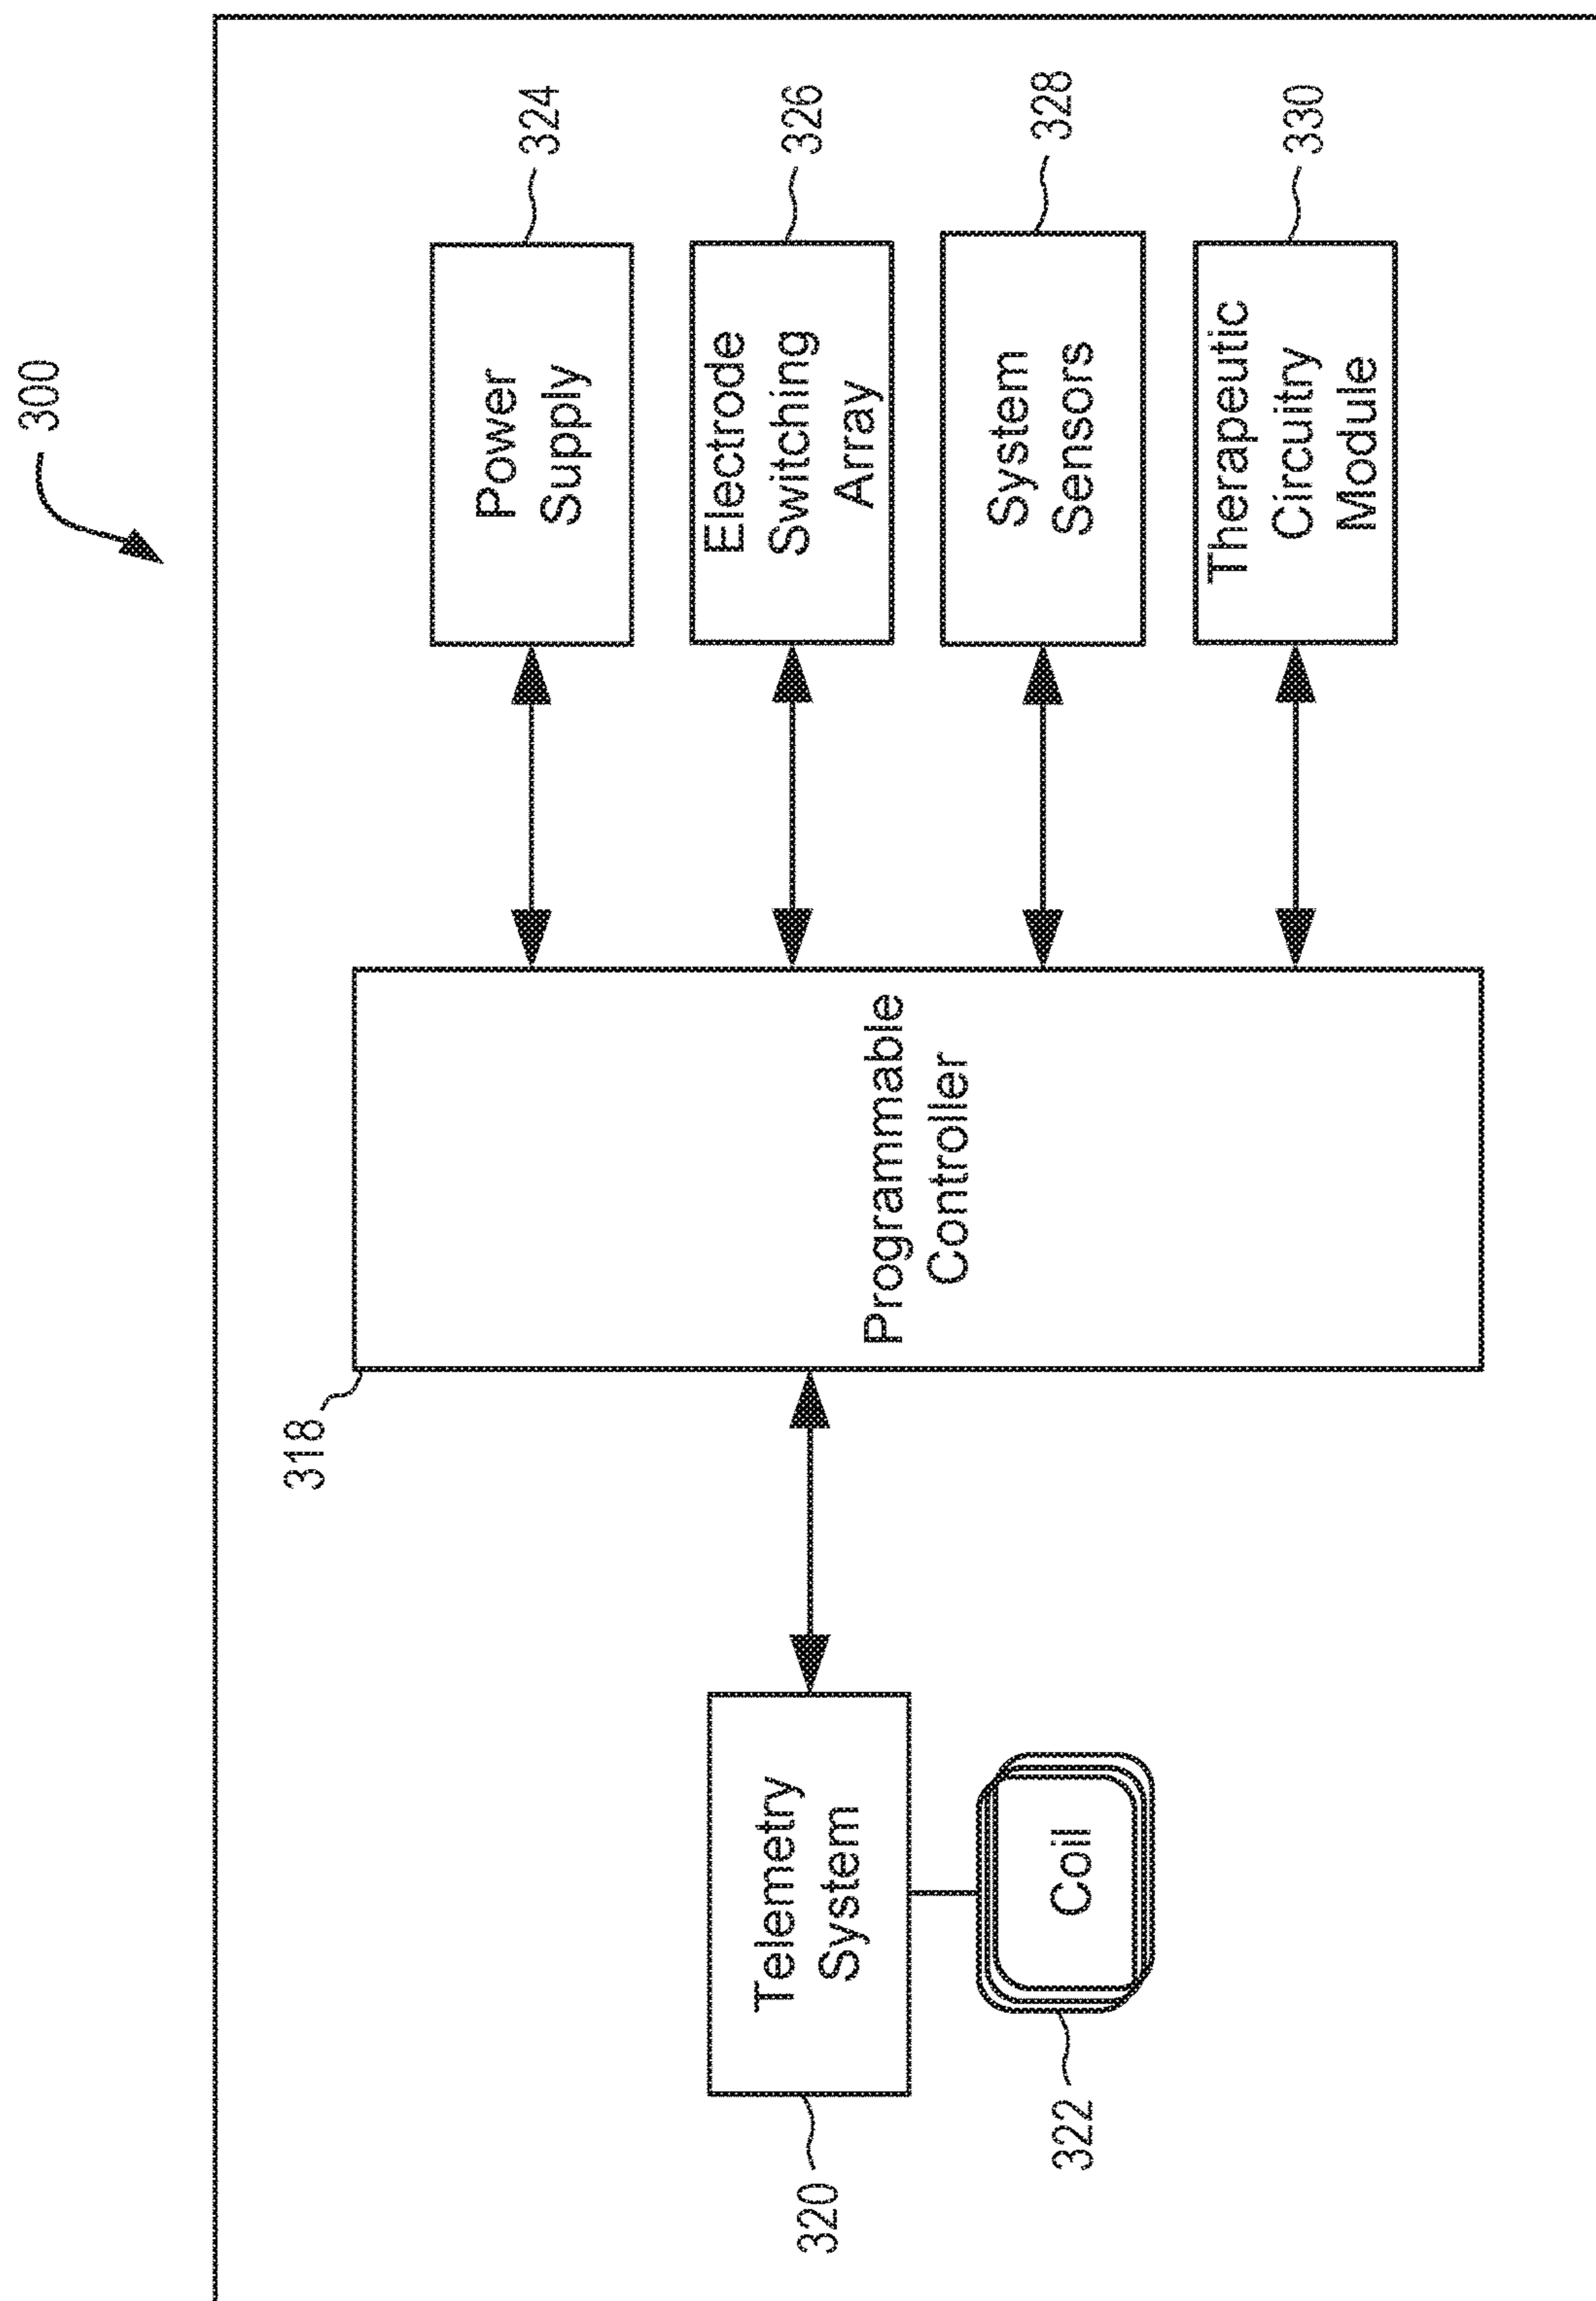 300
318
Programmable
Controller
320
Telemetry
System
322
Coil
324
Power
Supply
326
Electrode
Switching
Array
328
System
Sensors
330
Therapeutic
Circuitry
Module